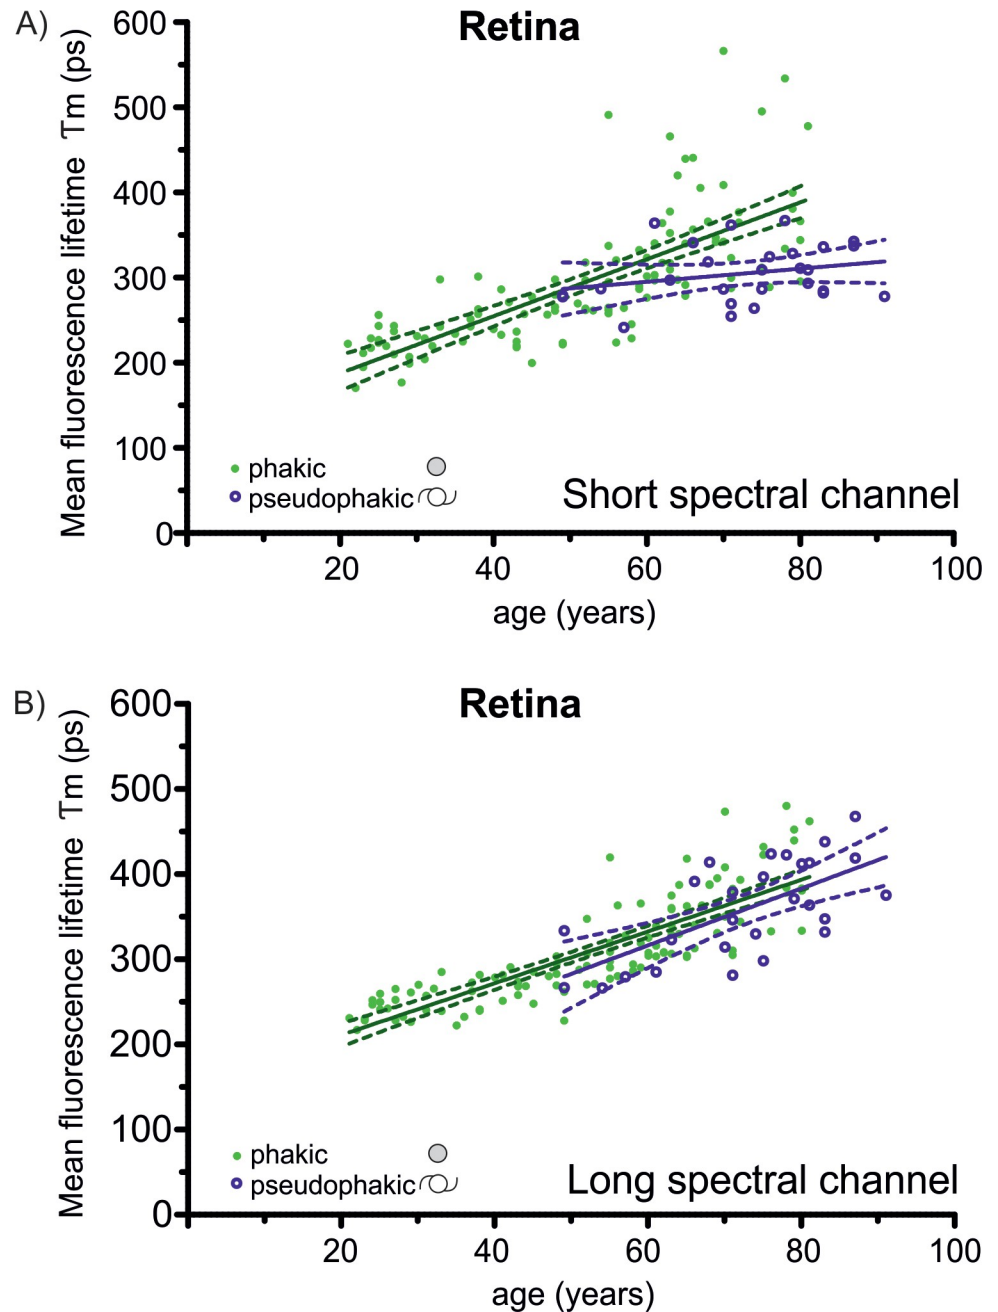 A)
Retina
Mean fluorescence lifetime Tm (ps)
600
500
400
300
200
100
0
phakic
pseudophakic
Short spectral channel
20 40 60 80 100
age (years)
B)
Retina
Mean fluorescence lifetime Tm (ps)
600
500
400
300
200
100
0
phakic
pseudophakic
Long spectral channel
20 40 60 80 100
age (years)